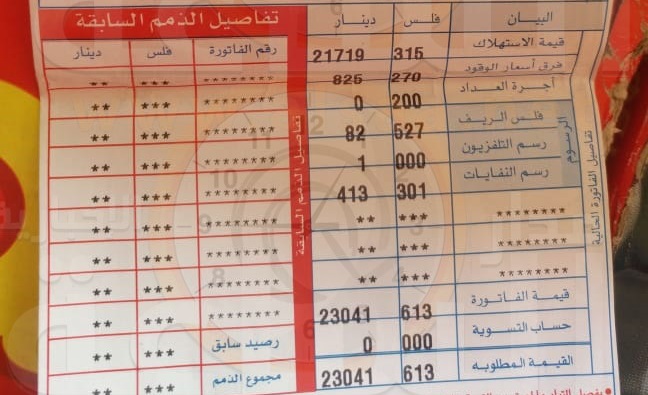 البيان فلس دينار
قيمة الاستهلاك 315 21719
فرق أسعار الوقود 270 825
أجرة العداد 200 0
فلس الريف 527 82
رسم التلفزيون 000 1
رسم النفايات 301 413
******** *** **
******** *** **
******** *** **
قيمة الفاتورة 613 23041
حساب التسوية 000 0
القيمة المطلوبه 613 23041
الرسوم
تفاصيل الفاتورة الحالية
تفاصيل الذمم السابقة
تفاصيل الذمم السابقة
رقم الفاتورة فلس دينار
******** *** **
******** *** **
******** *** **
******** *** **
******** *** **
******** *** **
******** *** **
******** *** **
******** *** **
رصيد سابق *** **
مجموع الذمم *** **